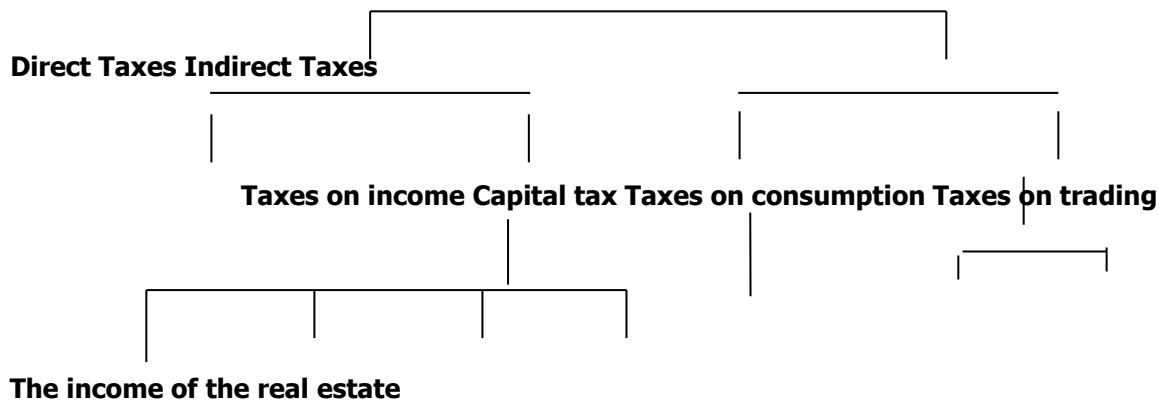 Direct Taxes Indirect Taxes
Taxes on income Capital tax Taxes on consumption Taxes on trading
The income of the real estate